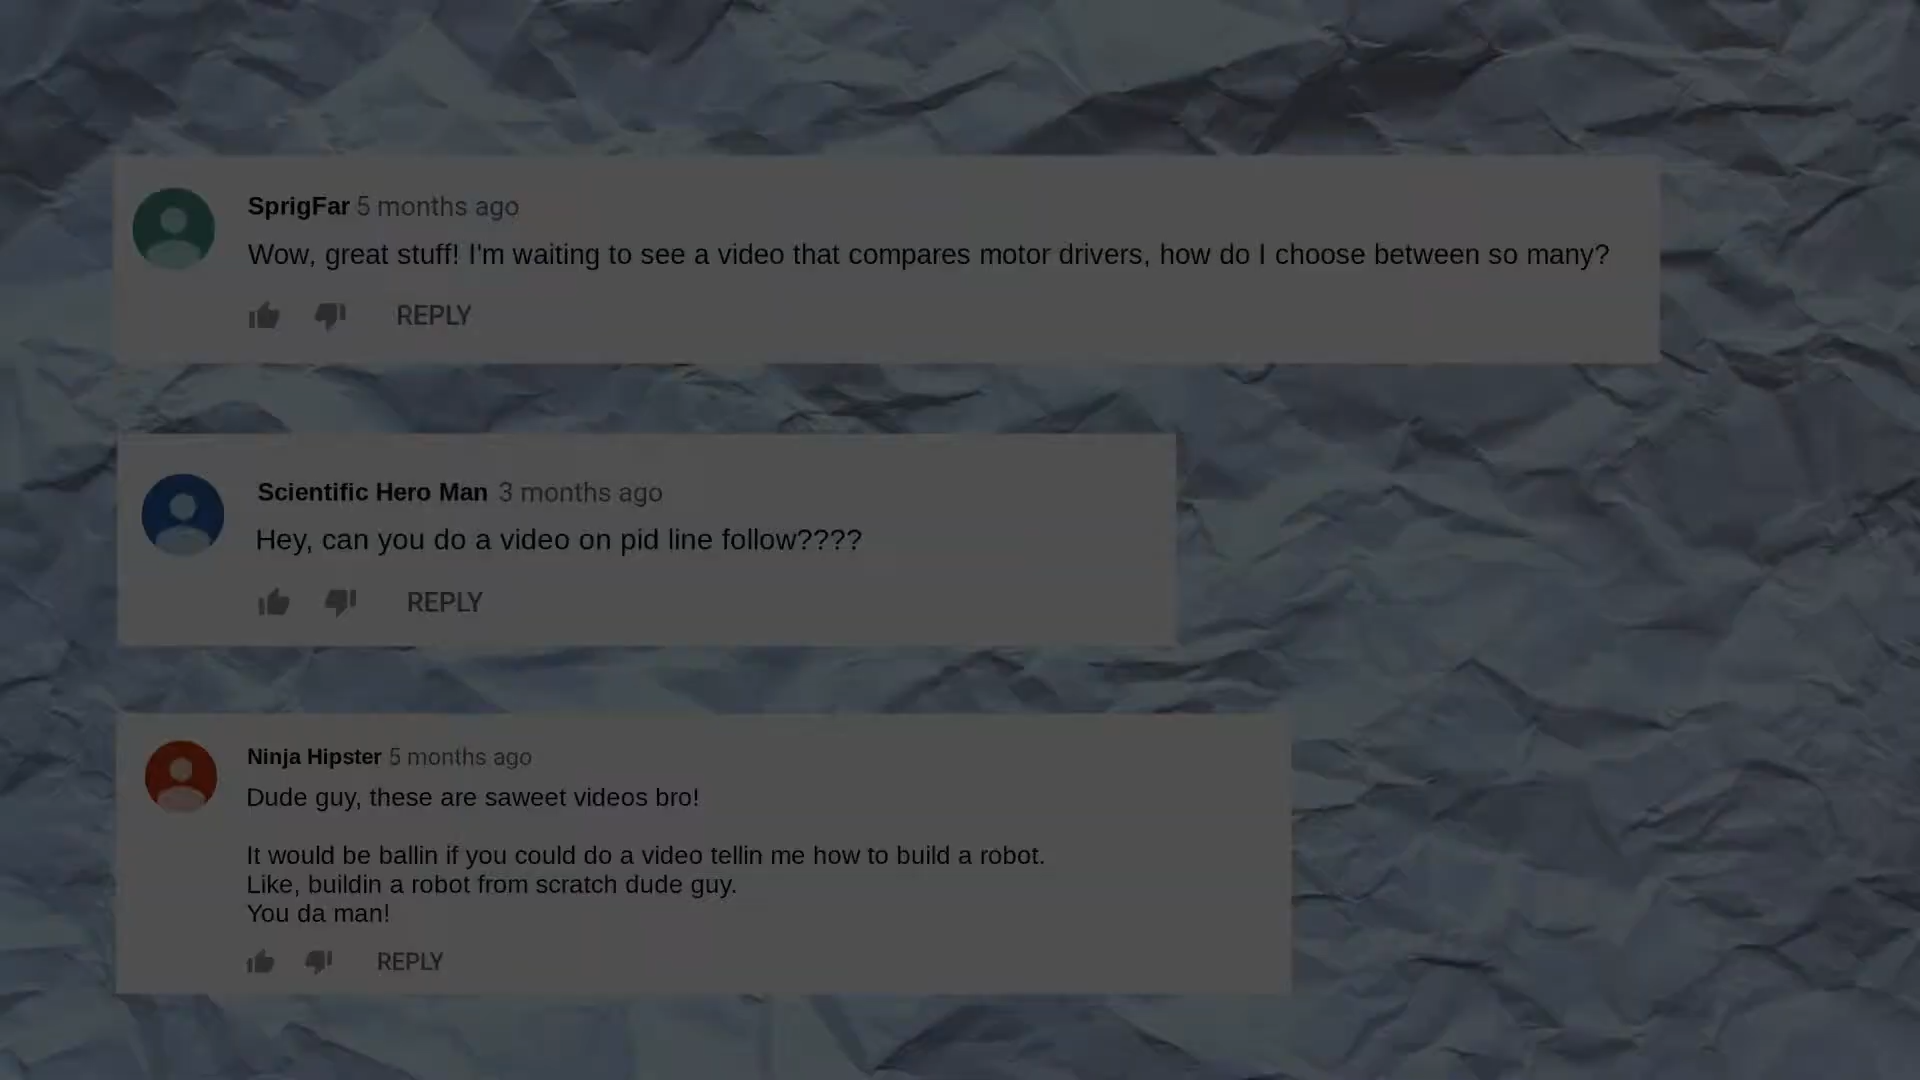 SprigFar 5 months ago
Wow, great stuff! I'm waiting to see a video that compares motor drivers, how do I choose between so many?
REPLY
Scientific Hero Man 3 months ago
Hey, can you do a video on pid line follow????
REPLY
Ninja Hipster 5 months ago
Dude guy, these are saweet videos bro!
It would be ballin if you could do a video tellin me how to build a robot.
Like, buildin a robot from scratch dude guy.
You da man!
REPLY